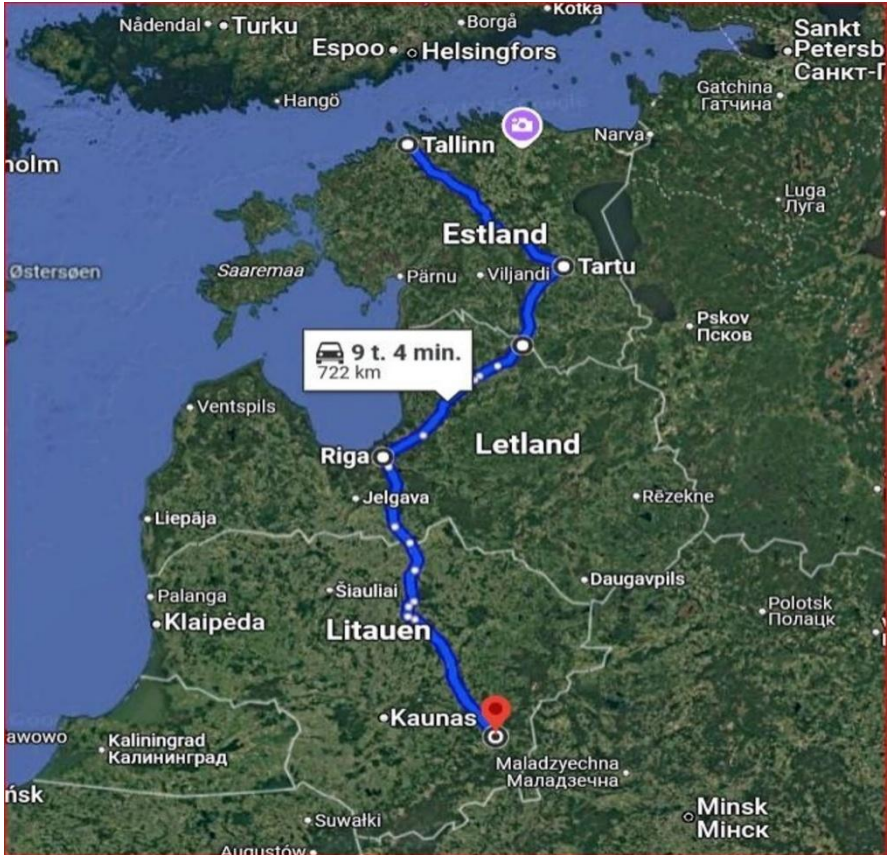 Kotka
Borgå
Nådendal
Turku
Sankt
Petersb
Санкт-П
Espoo
Helsingfors
Gatchina
Гатчина
Hangö
Narva
Tallinn
holm
Luga
Луга
Estland
Østersøen
Saaremaa
Pärnu
Viljandi
Tartu
Pskov
Псков
9 t. 4 min.
722 km
Ventspils
Letland
Riga
Jelgava
Rēzekne
Liepāja
Daugavpils
Šiauliai
Palanga
Polotsk
Полацк
Klaipėda
Litauen
Kaunas
awowo
Kaliningrad
Калининград
Maladzyechna
Маладзечна
ńsk
Minsk
Мінск
Suwałki
Augustów